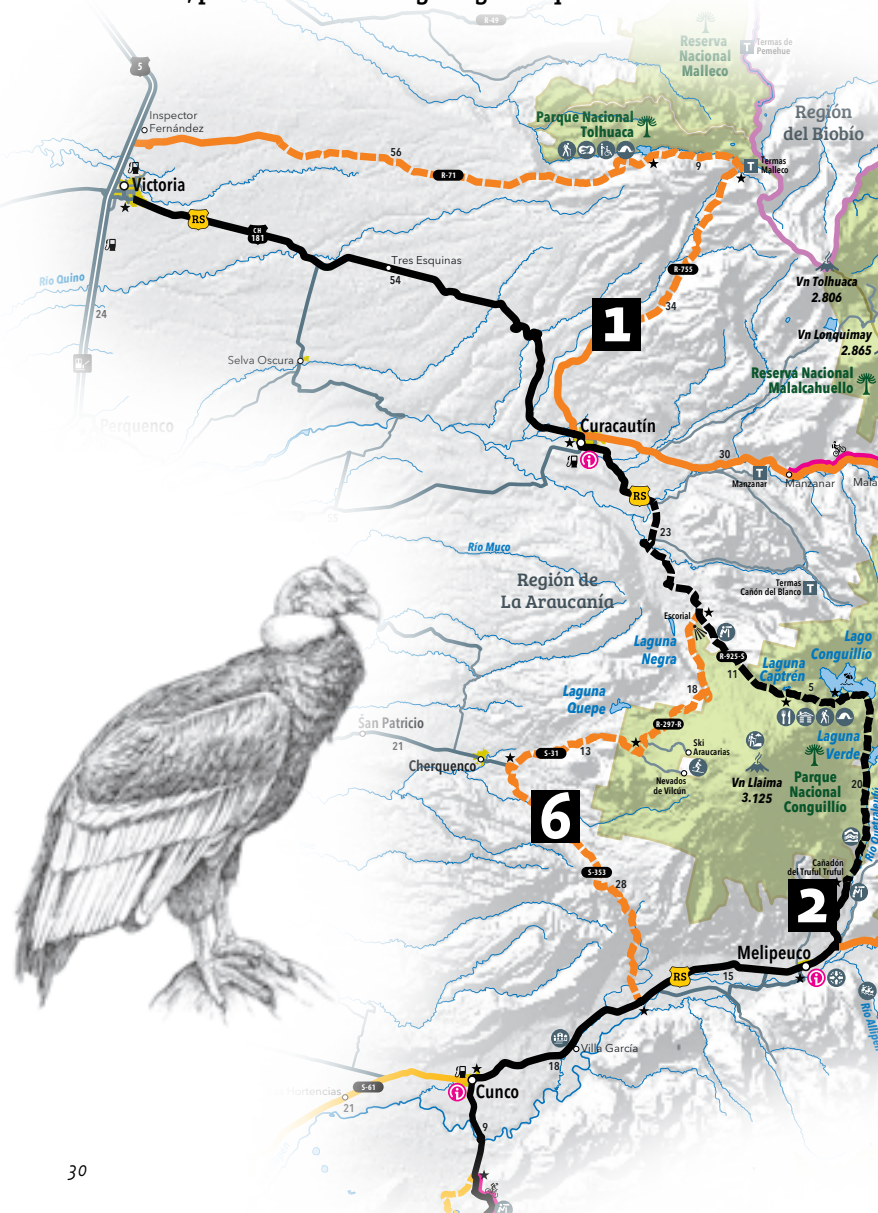 R-49
Reserva
Nacional
Malleco
T
Termas de
Pemehue
5
Región
del Biobío
Inspector
Fernández
Parque Nacional
Tolhuaca
56
R-71
9
T
Termas
Malleco
Victoria
RS
CH
181
Tres Esquinas
54
R-755
34
Río Quino
24
Vn Tolhuaca
2.806
1
Vn Lonquimay
2.865
Selva Oscura
Reserva Nacional
Malalcahuello
Perquenco
Curacautín
30
T
Manzanar
Manzanar
Mala
RS
23
Río Muco
Región de
La Araucanía
Termas
Cañón del Blanco
T
Escorial
Laguna
Negra
R-925-S
11
Lago
Conguillío
Laguna
Captrén
5
18
Laguna
Quepe
San Patricio
21
R-297-R
Laguna
Verde
S-31
13
Ski
Araucarias
Cherquenco
Nevados
de Vilcún
Vn Llaima
3.125
Parque
Nacional
Conguillío
20
6
Cañadón
del Truful Truful
S-353
28
2
Melipeuco
RS
15
Villa García
18
Hortencias
S-61
21
Cunco
9
30